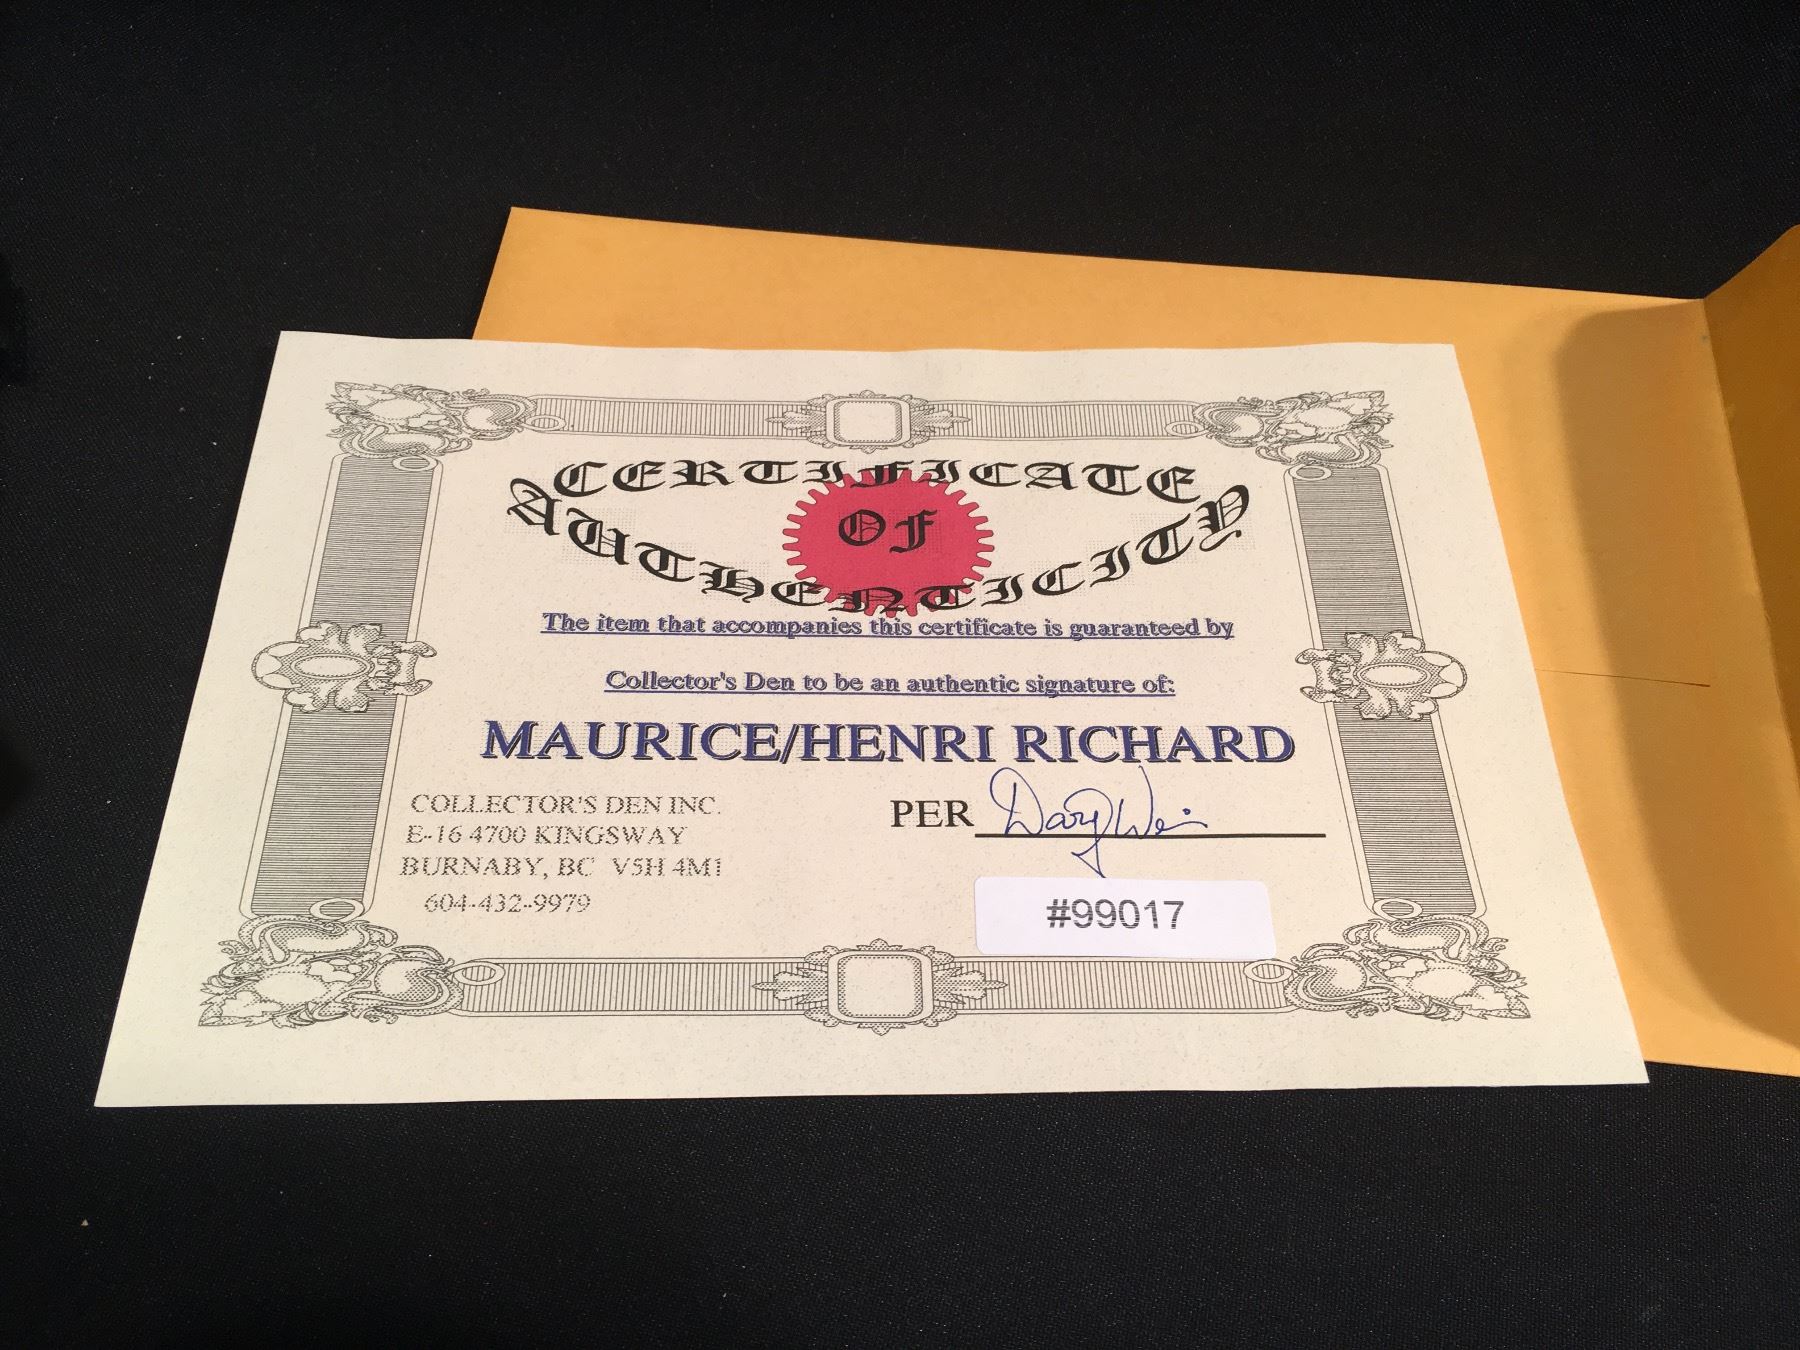 CERTIFICATE
OF
AUTHENTICITY
The item that accompanies this certificate is guaranteed by
Collector's Den to be an authentic signature of:
MAURICE/HENRI RICHARD
COLLECTOR'S DEN INC.
E-16 4700 KINGSWAY
BURNABY, BC V5H 4M1
604-432-9979
PER
#99017